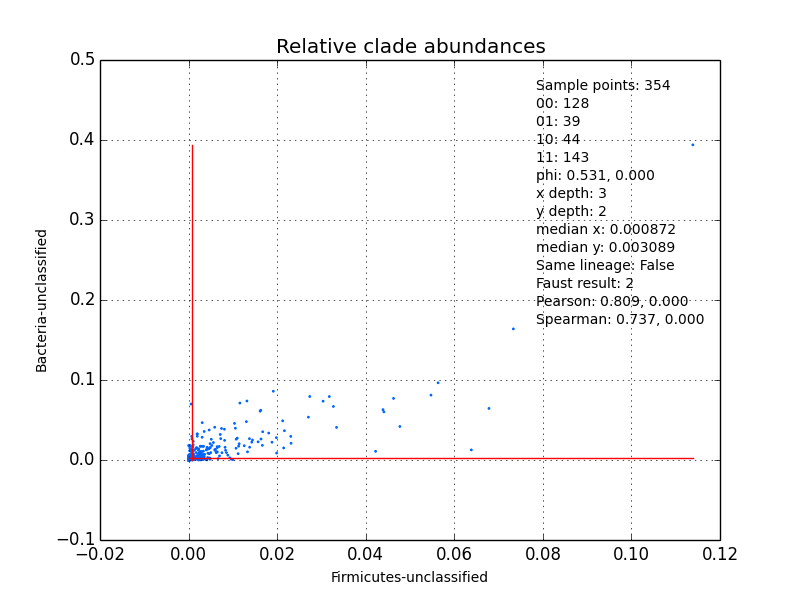 Relative clade abundances
0.5
0.4
0.3
0.2
0.1
0.0
−0.1
Bacteria-unclassified
Sample points: 354
00: 128
01: 39
10: 44
11: 143
phi: 0.531, 0.000
x depth: 3
y depth: 2
median x: 0.000872
median y: 0.003089
Same lineage: False
Faust result: 2
Pearson: 0.809, 0.000
Spearman: 0.737, 0.000
−0.02 0.00 0.02 0.04 0.06 0.08 0.10 0.12
Firmicutes-unclassified